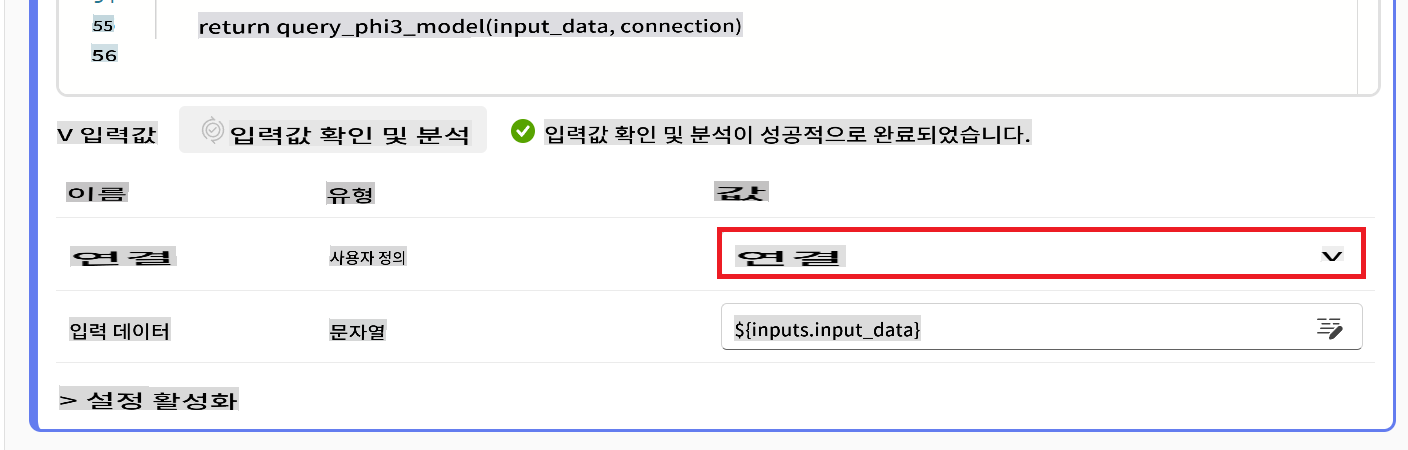 55 return query_phi3_model(input_data, connection)
56
V 입력값 입력값 확인 및 분석 입력값 확인 및 분석이 성공적으로 완료되었습니다.
이름 유형 값
연결 사용자 정의 연결 V
입력 데이터 문자열 ${inputs.input_data}
> 설정 활성화